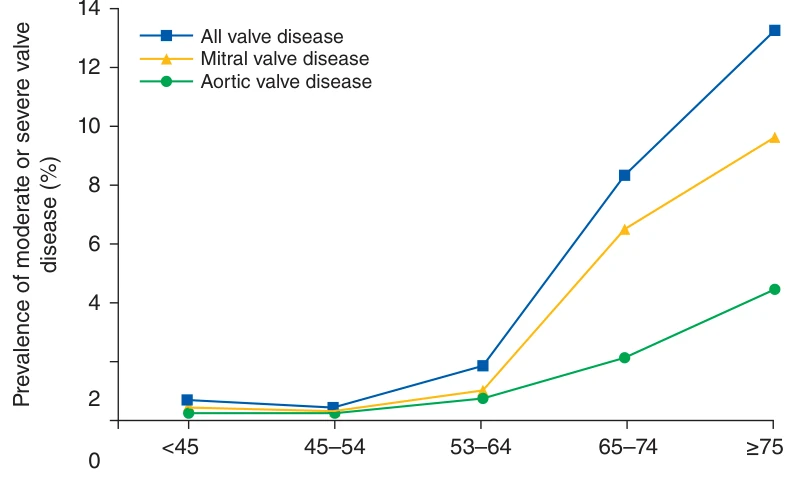 Prevalence of moderate or severe valve
disease (%)
14
12
10
8
6
4
2
0
All valve disease
Mitral valve disease
Aortic valve disease
<45
45–54
53–64
65–74
≥75